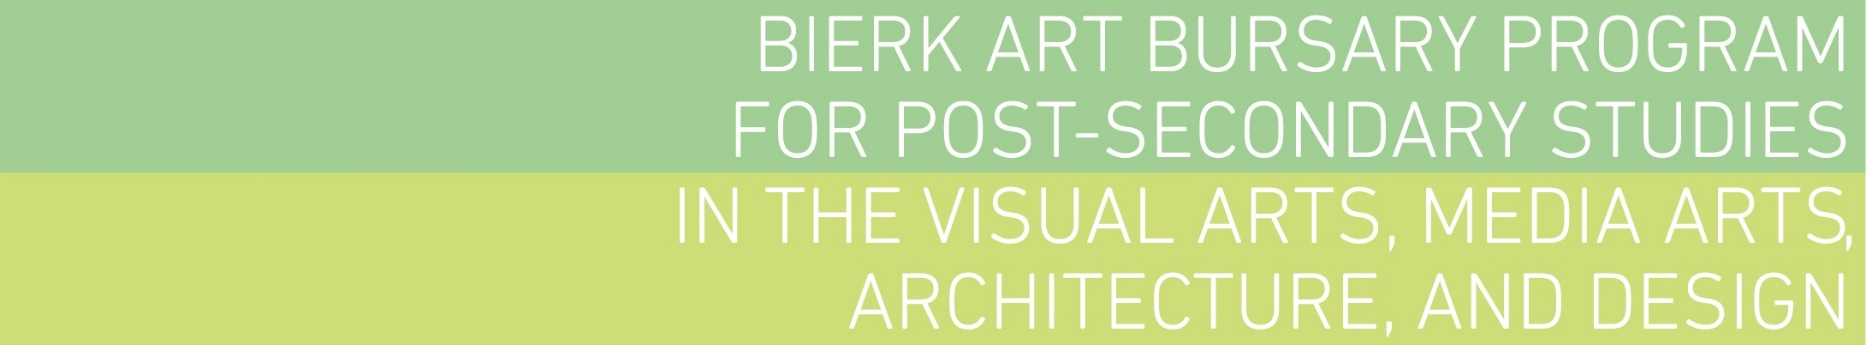 BIERK ART BURSARY PROGRAM
FOR POST-SECONDARY STUDIES
IN THE VISUAL ARTS, MEDIA ARTS,
ARCHITECTURE, AND DESIGN